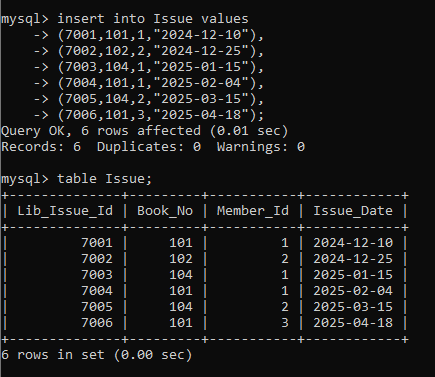 mysql> insert into Issue values
    -> (7001,101,1,"2024-12-10"),
    -> (7002,102,2,"2024-12-25"),
    -> (7003,104,1,"2025-01-15"),
    -> (7004,101,1,"2025-02-04"),
    -> (7005,104,2,"2025-03-15"),
    -> (7006,101,3,"2025-04-18");
Query OK, 6 rows affected (0.01 sec)
Records: 6  Duplicates: 0  Warnings: 0

mysql> table Issue;
+--------------+---------+-----------+------------+
| Lib_Issue_Id | Book_No | Member_Id | Issue_Date |
+--------------+---------+-----------+------------+
|         7001 |     101 |         1 | 2024-12-10 |
|         7002 |     102 |         2 | 2024-12-25 |
|         7003 |     104 |         1 | 2025-01-15 |
|         7004 |     101 |         1 | 2025-02-04 |
|         7005 |     104 |         2 | 2025-03-15 |
|         7006 |     101 |         3 | 2025-04-18 |
+--------------+---------+-----------+------------+
6 rows in set (0.00 sec)